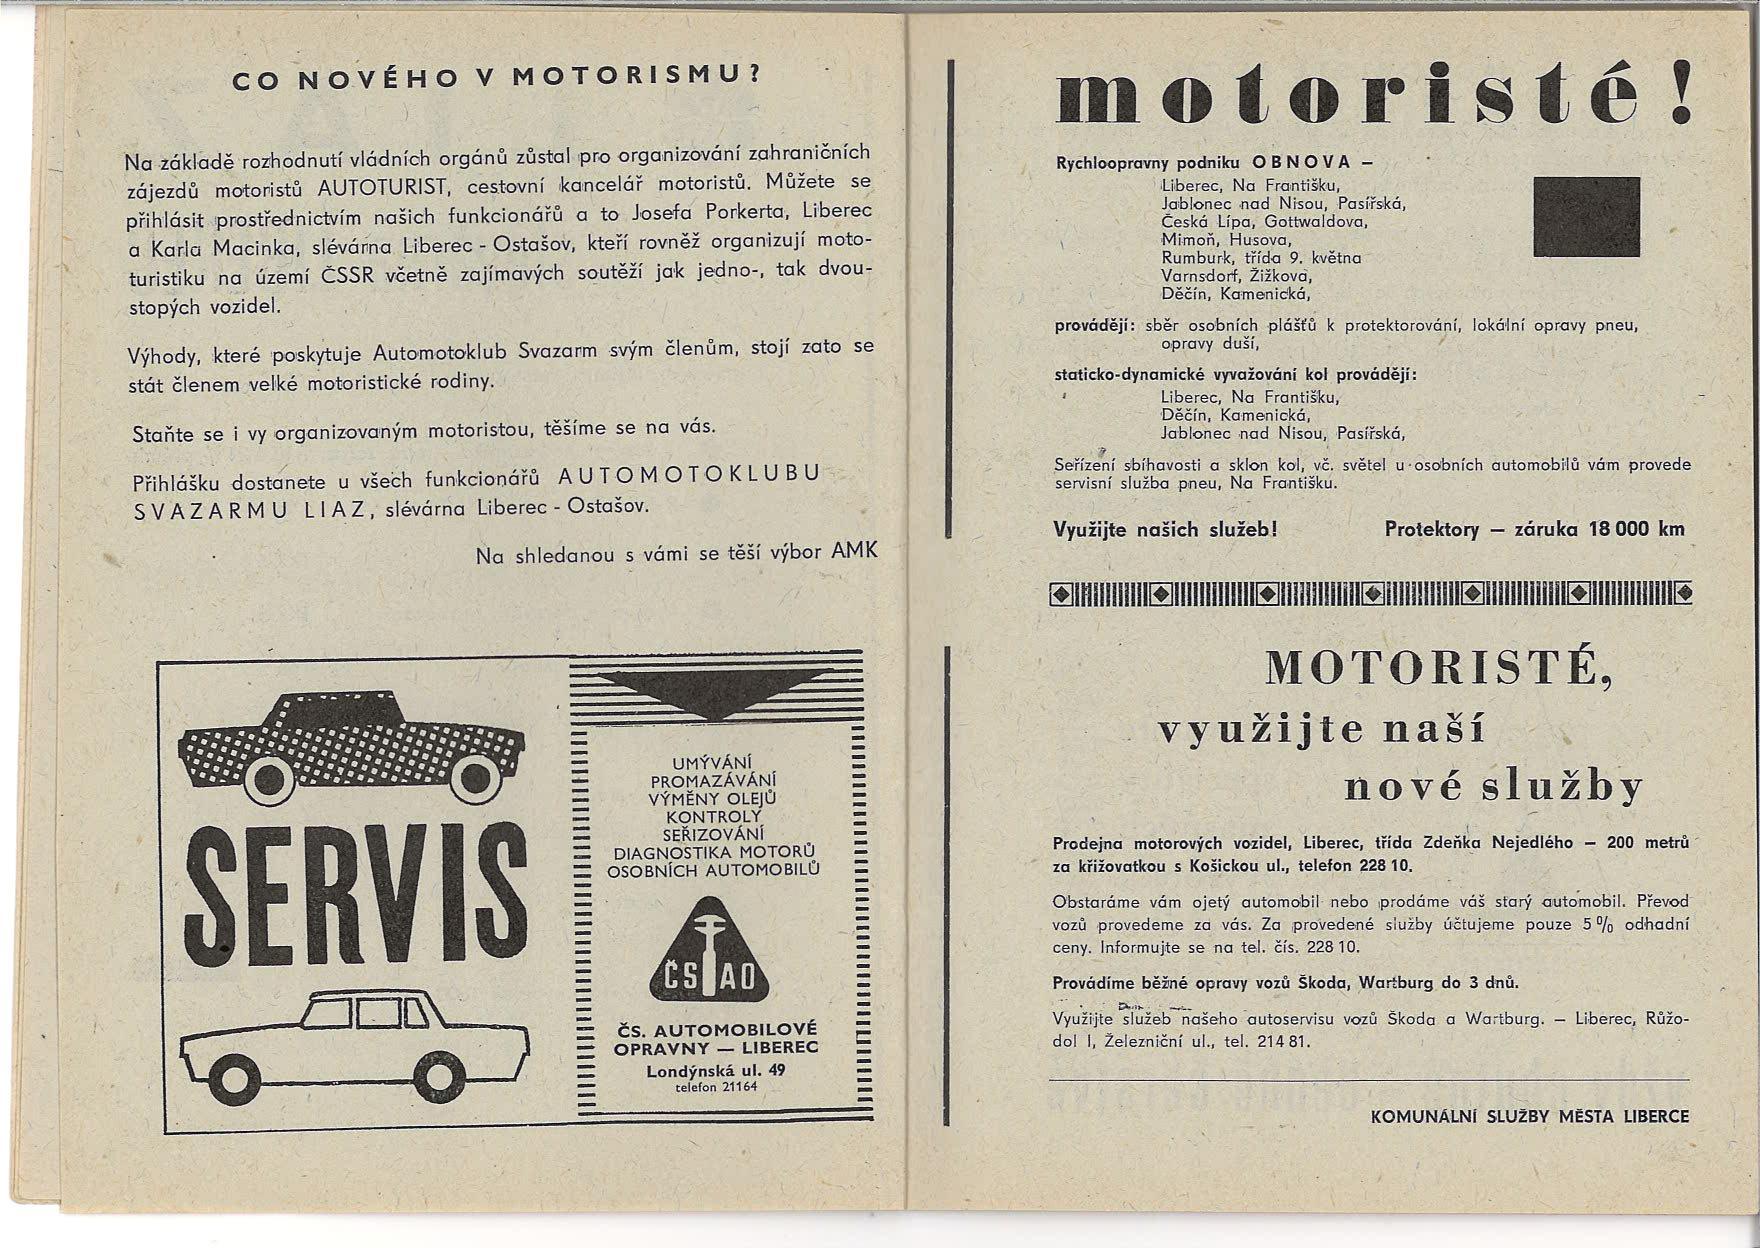 CO NOVÉHO V MOTORISMU?
Na základě rozhodnutí vládních orgánů zůstal pro organizování zahraničních
zájezdů motoristů AUTOTURIST, cestovní kancelář motoristů. Můžete se
přihlásit prostřednictvím našich funkcionářů a to Josefa Porkerta, Liberec
a Karla Macinka, slévárna Liberec - Ostašov, kteří rovněž organizují moto-
turistiku na území ČSSR včetně zajímavých soutěží jak jedno-, tak dvou-
stopých vozidel.
Výhody, které poskytuje Automotoklub Svazarm svým členům, stojí zato se
stát členem velké motoristické rodiny.
Staňte se i vy organizovaným motoristou, těšíme se na vás.
Přihlášku dostanete u všech funkcionářů AUTOMOTOKLUBU
SVAZARMU LIAZ, slévárna Liberec - Ostašov.
Na shledanou s vámi se těší výbor AMK
SERVIS
UMÝVÁNÍ
PROMAZÁVÁNÍ
VÝMĚNY OLEJŮ
KONTROLY
SEŘIZOVÁNÍ
DIAGNOSTIKA MOTORŮ
OSOBNÍCH AUTOMOBILŮ
ČSAO
ČS. AUTOMOBILOVÉ
OPRAVNY — LIBEREC
Londýnská ul. 49
telefon 21164
motoristé!
Rychloopravny podniku OBNOVA –
Liberec, Na Františku,
Jablonec nad Nisou, Pasířská,
Česká Lípa, Gottwaldova,
Mimoň, Husova,
Rumburk, třída 9. května
Varnsdorf, Žižkova,
Děčín, Kamenická,
provádějí: sběr osobních plášťů k protektorování, lokální opravy pneu,
opravy duší,
staticko-dynamické vyvažování kol provádějí:
Liberec, Na Františku,
Děčín, Kamenická,
Jablonec nad Nisou, Pasířská,
Seřízení sbíhavosti a sklon kol, vč. světel u osobních automobilů vám provede
servisní služba pneu, Na Františku.
Využijte našich služeb! Protektory – záruka 18 000 km
MOTORISTÉ,
využijte naší
nové služby
Prodejna motorových vozidel, Liberec, třída Zdeňka Nejedlého – 200 metrů
za křižovatkou s Košickou ul., telefon 228 10.
Obstaráme vám ojetý automobil nebo prodáme váš starý automobil. Převod
vozů provedeme za vás. Za provedené služby účtujeme pouze 5 % odhadní
ceny. Informujte se na tel. čís. 228 10.
Provádíme běžné opravy vozů Škoda, Wartburg do 3 dnů.
Využijte služeb našeho autoservisu vozů Škoda a Wartburg. – Liberec, Růžo-
dol I, Železniční ul., tel. 214 81.
KOMUNÁLNÍ SLUŽBY MĚSTA LIBERCE